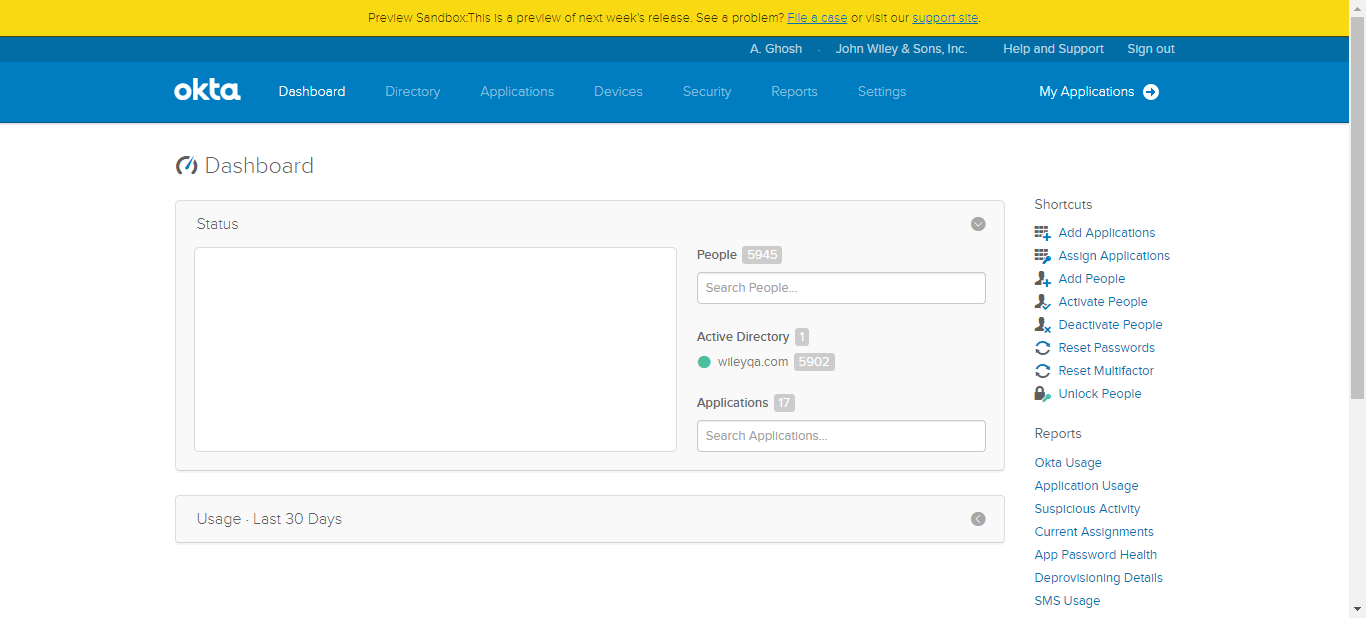 Preview Sandbox:This is a preview of next week's release. See a problem? File a case or visit our support site.
A. Ghosh · John Wiley & Sons, Inc. Help and Support Sign out
okta Dashboard Directory Applications Devices Security Reports Settings My Applications
Dashboard
Status
People 5945
Search People...
Active Directory 1
wileyqa.com 5902
Applications 17
Search Applications...
Usage · Last 30 Days
Shortcuts
Add Applications
Assign Applications
Add People
Activate People
Deactivate People
Reset Passwords
Reset Multifactor
Unlock People
Reports
Okta Usage
Application Usage
Suspicious Activity
Current Assignments
App Password Health
Deprovisioning Details
SMS Usage